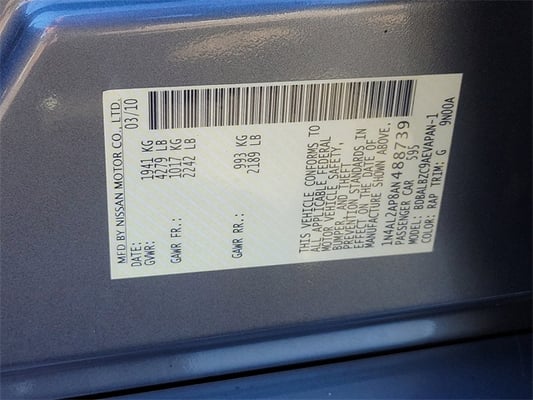 MFD BY NISSAN MOTOR CO., LTD.
DATE: 03/10
GVWR: 1941 KG
4279 LB
GAWR FR.: 1017 KG
2242 LB
GAWR RR.: 993 KG
2189 LB
THIS VEHICLE CONFORMS TO
ALL APPLICABLE FEDERAL
MOTOR VEHICLE SAFETY,
BUMPER, AND THEFT
PREVENTION STANDARDS IN
EFFECT ON THE DATE OF
MANUFACTURE SHOWN ABOVE.
1N4AL2APRAN488739
PASSENGER CAR 595
MODEL: BDBALBZC9AEVAPAN-1
COLOR: RAP TRIM: G 9N00A